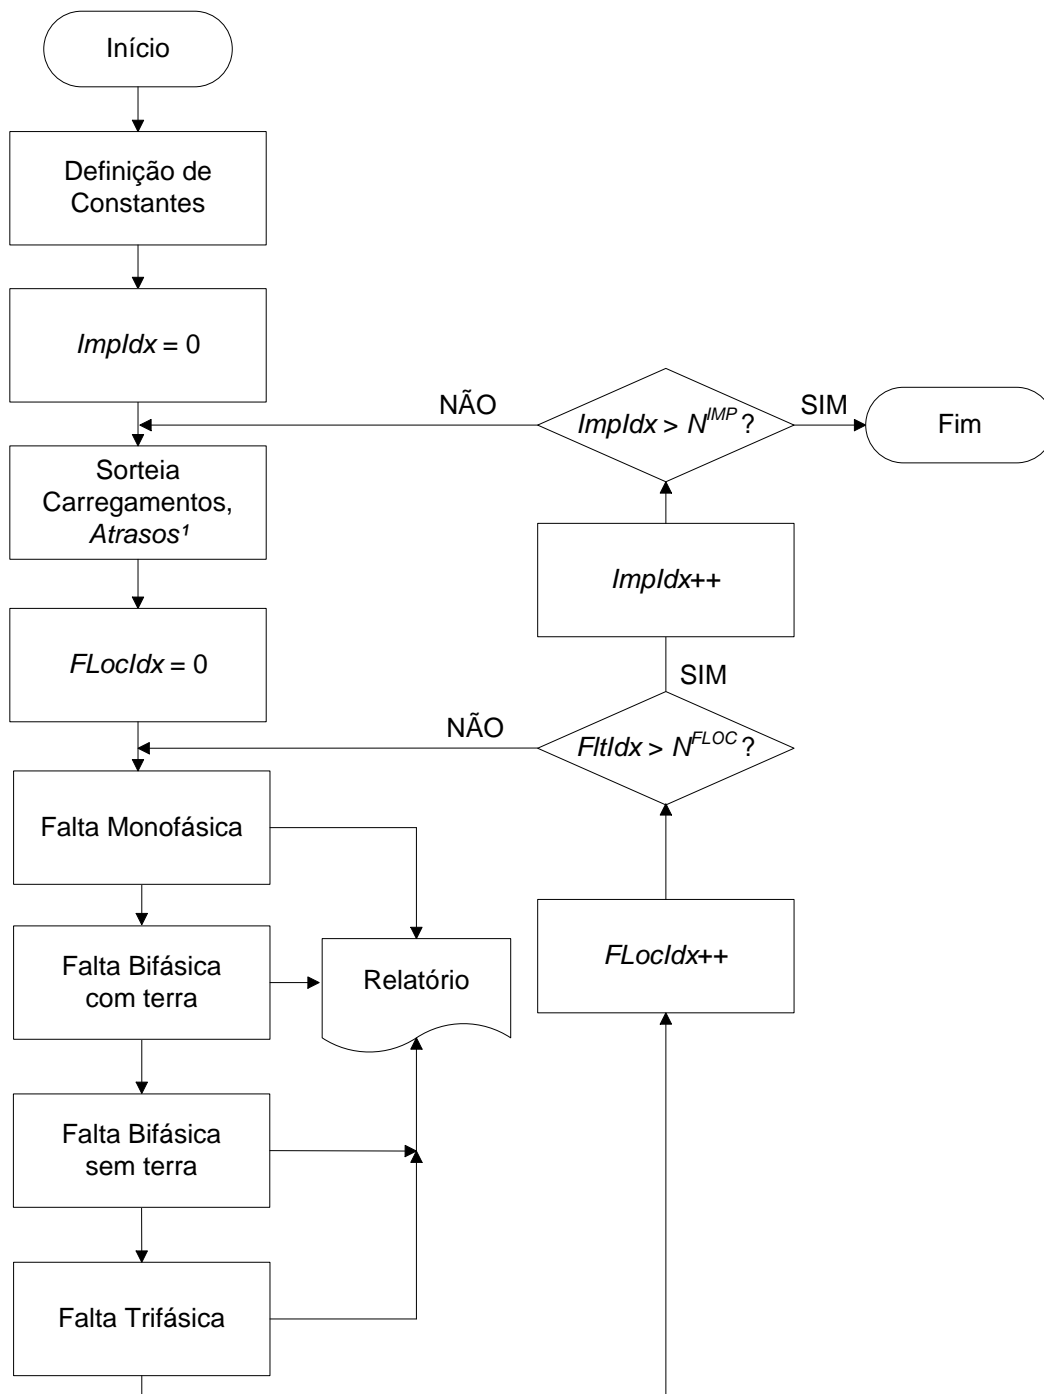 Início
Definição de
Constantes
ImpIdx = 0
NÃO
ImpIdx > N^IMP ?
SIM
Fim
Sorteia
Carregamentos,
Atrasos¹
ImpIdx++
FLocIdx = 0
SIM
NÃO
FltIdx > N^FLOC ?
Falta Monofásica
Falta Bifásica
com terra
Relatório
FLocIdx++
Falta Bifásica
sem terra
Falta Trifásica